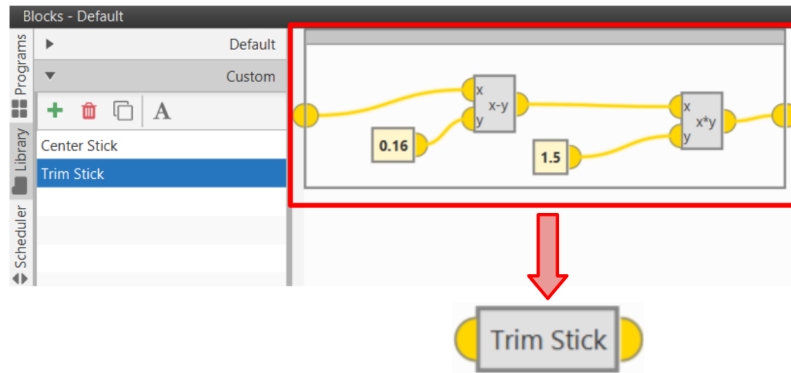 Blocks - Default
Programs
Library
Scheduler
Default
Custom
A
Center Stick
Trim Stick
x
x-y
y
0.16
x
x*y
y
1.5
Trim Stick